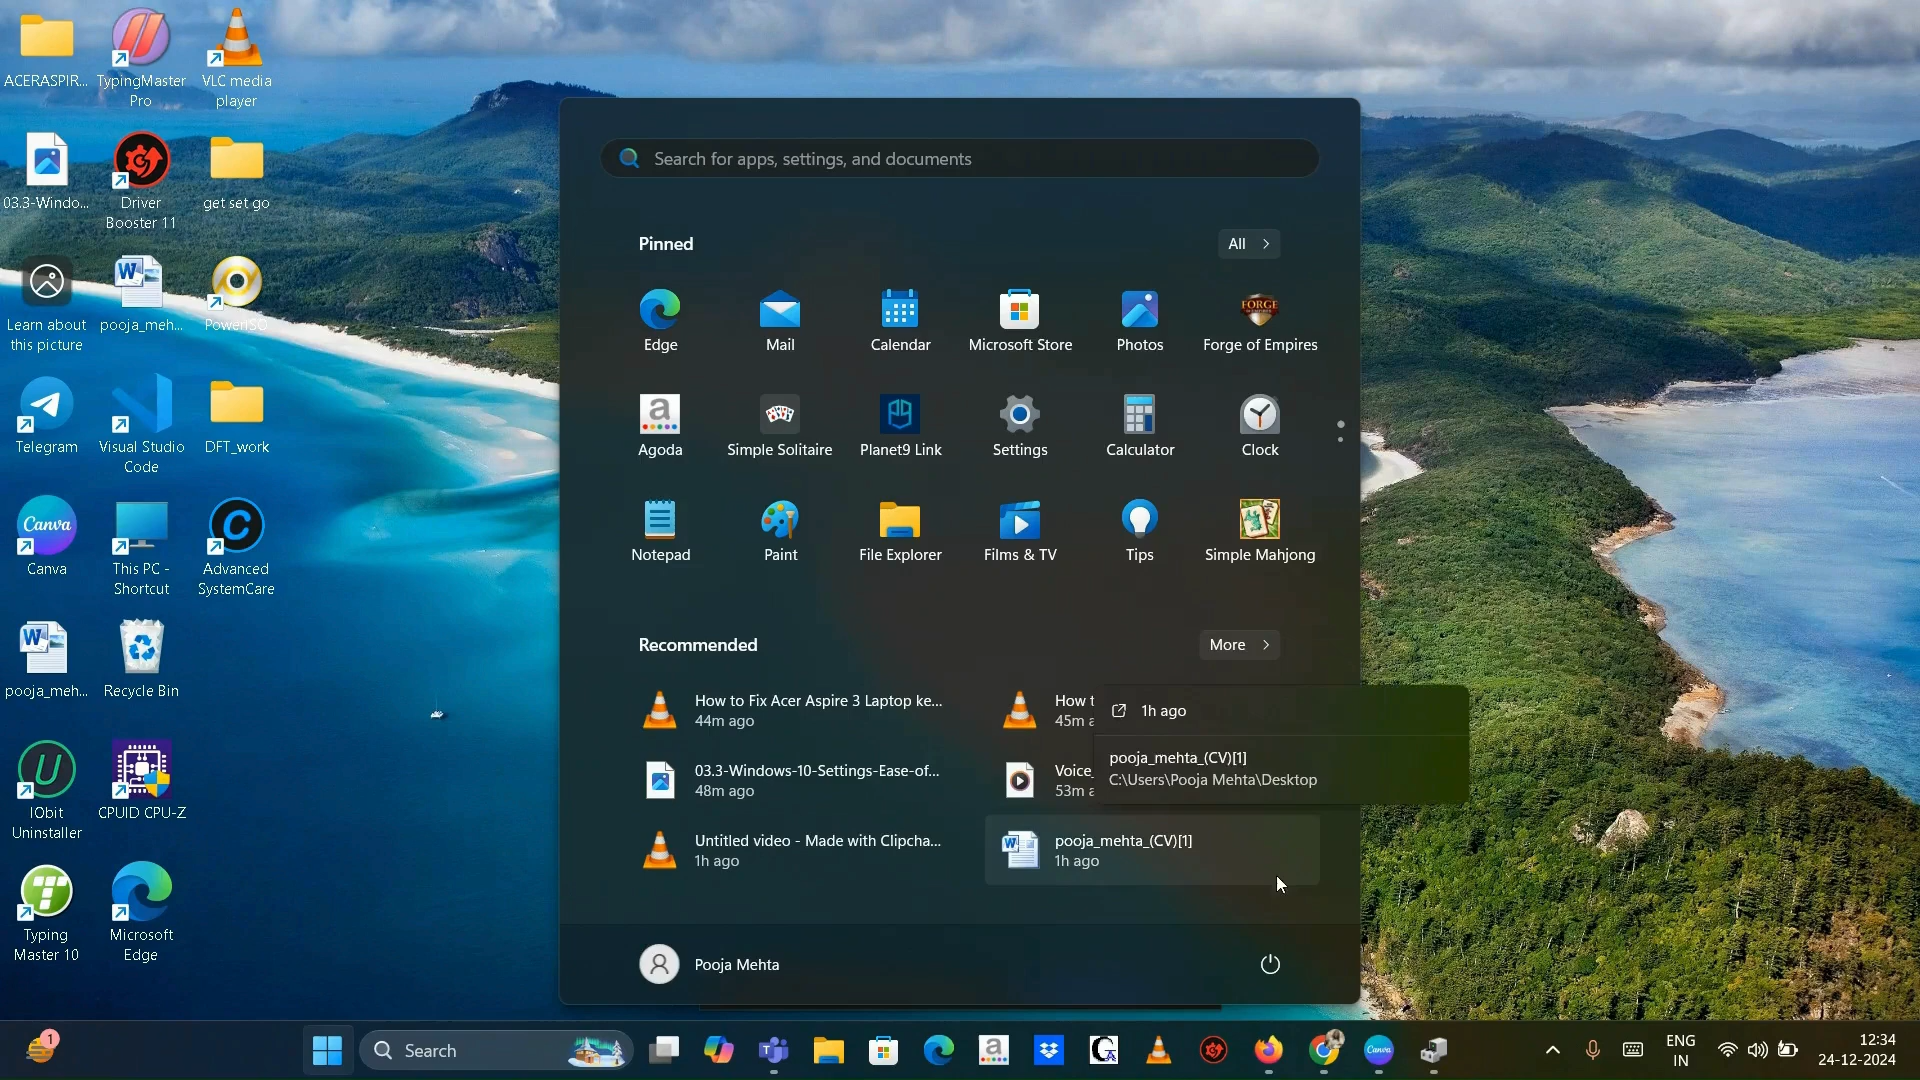 ACERASPIR...
TypingMaster
Pro
VLC media
player
03.3-Windo...
Driver
Booster 11
get set go
Learn about
this picture
pooja_meh...
PowerISO
Telegram
Visual Studio
Code
DFT_work
Canva
Canva
This PC -
Shortcut
Advanced
SystemCare
pooja_meh...
Recycle Bin
IObit
Uninstaller
CPUID CPU-Z
Typing
Master 10
Microsoft
Edge
Search for apps, settings, and documents
Pinned
All
Edge
Mail
Calendar
Microsoft Store
Photos
FORGE
Forge of Empires
Agoda
Simple Solitaire
Planet9 Link
Settings
Calculator
Clock
Notepad
Paint
File Explorer
Films & TV
Tips
Simple Mahjong
Recommended
More
How to Fix Acer Aspire 3 Laptop ke...
44m ago
How t
45m a
1h ago
pooja_mehta_(CV)[1]
C:\Users\Pooja Mehta\Desktop
03.3-Windows-10-Settings-Ease-of...
48m ago
Voice_
53m a
Untitled video - Made with Clipcha...
1h ago
pooja_mehta_(CV)[1]
1h ago
Pooja Mehta
1
Search
Canva
ENG
IN
12:34
24-12-2024